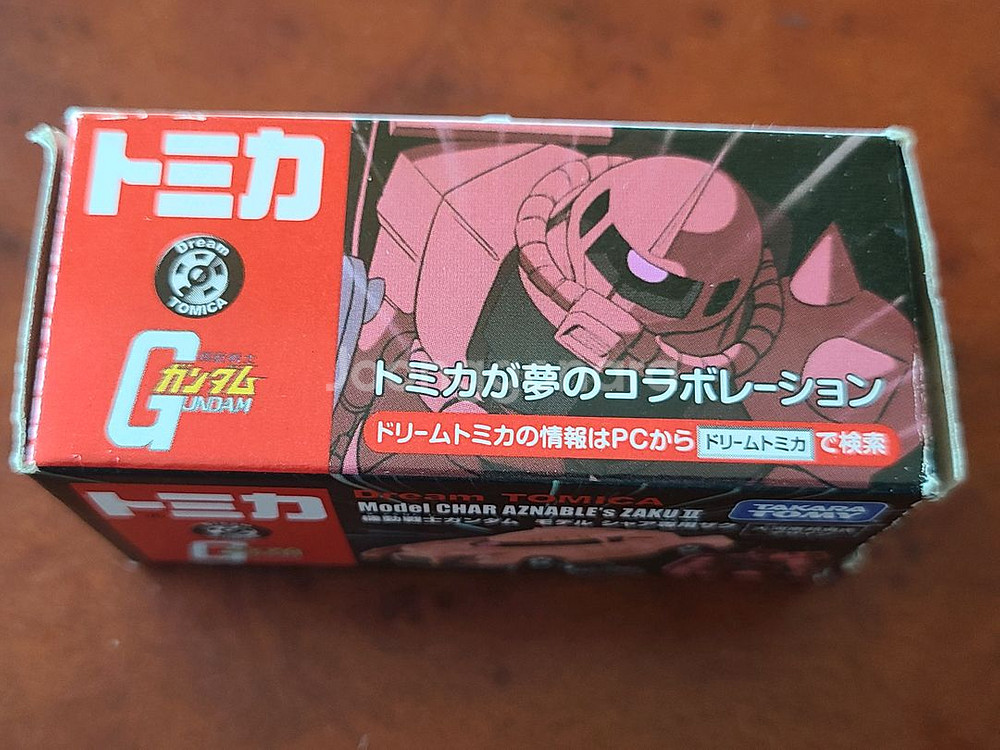 トミカ
Dream
TOMICA
機動戦士
ガンダム
GUNDAM
トミカが夢のコラボレーション
ドリームトミカの情報はPCから ドリームトミカ で検索
トミカ
Dream TOMICA
Model CHAR AZNABLE's ZAKU II
機動戦士ガンダム モデル シャア専用ザク
TAKARA
TOMY